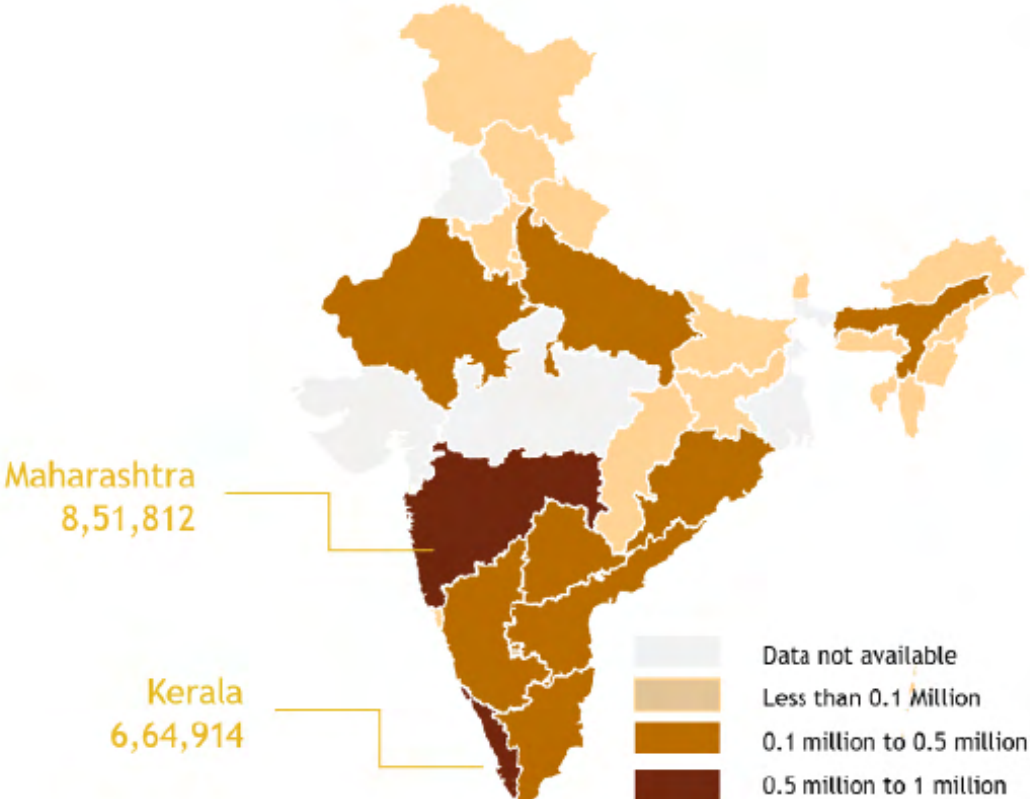 Maharashtra
8,51,812
Kerala
6,64,914
Data not available
Less than 0.1 Million
0.1 million to 0.5 million
0.5 million to 1 million